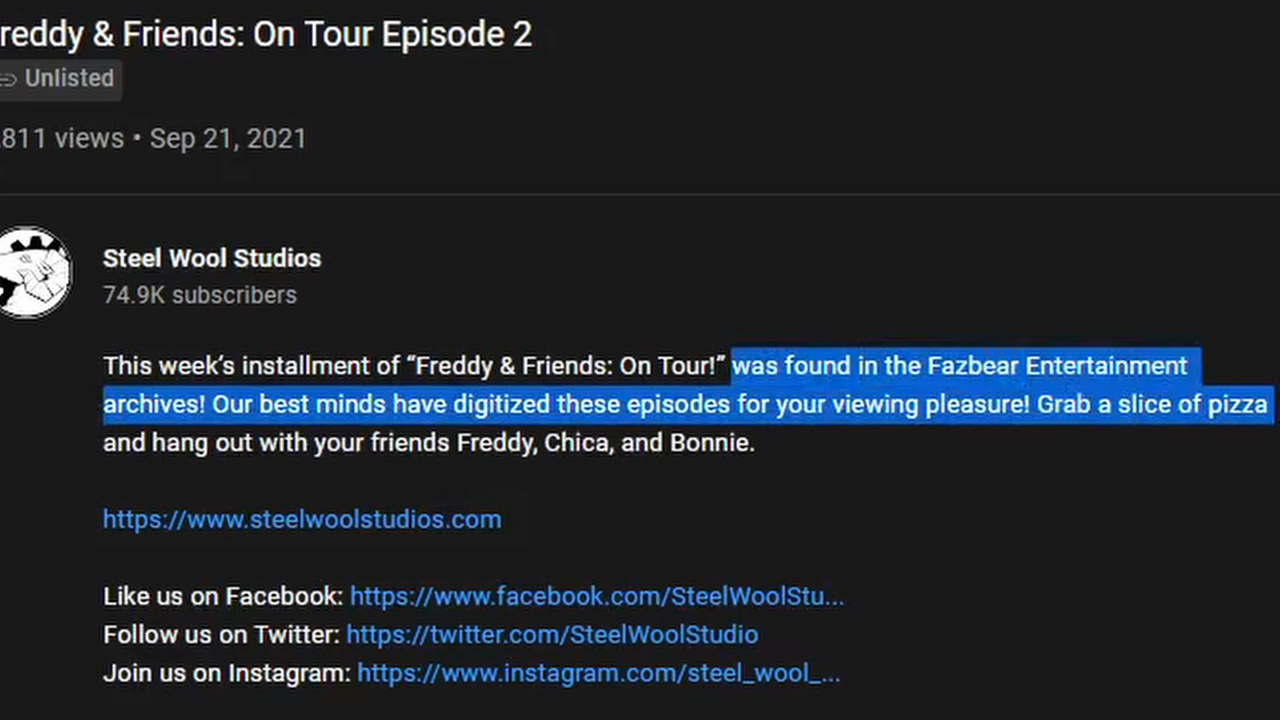 reddy & Friends: On Tour Episode 2
Unlisted
811 views • Sep 21, 2021
Steel Wool Studios
74.9K subscribers
This week’s installment of “Freddy & Friends: On Tour!” was found in the Fazbear Entertainment
archives! Our best minds have digitized these episodes for your viewing pleasure! Grab a slice of pizza
and hang out with your friends Freddy, Chica, and Bonnie.
https://www.steelwoolstudios.com
Like us on Facebook: https://www.facebook.com/SteelWoolStu...
Follow us on Twitter: https://twitter.com/SteelWoolStudio
Join us on Instagram: https://www.instagram.com/steel_wool_...